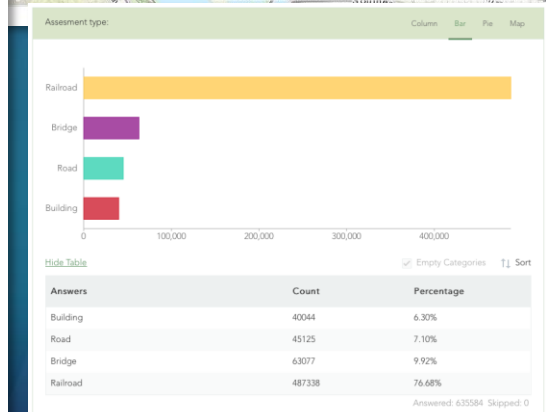 Assesment type:
Column Bar Pie Map
Railroad
Bridge
Road
Building
0 100,000 200,000 300,000 400,000
Hide Table
Empty Categories Sort
Answers Count Percentage
Building 40044 6.30%
Road 45125 7.10%
Bridge 63077 9.92%
Railroad 487338 76.68%
Answered: 635584 Skipped: 0